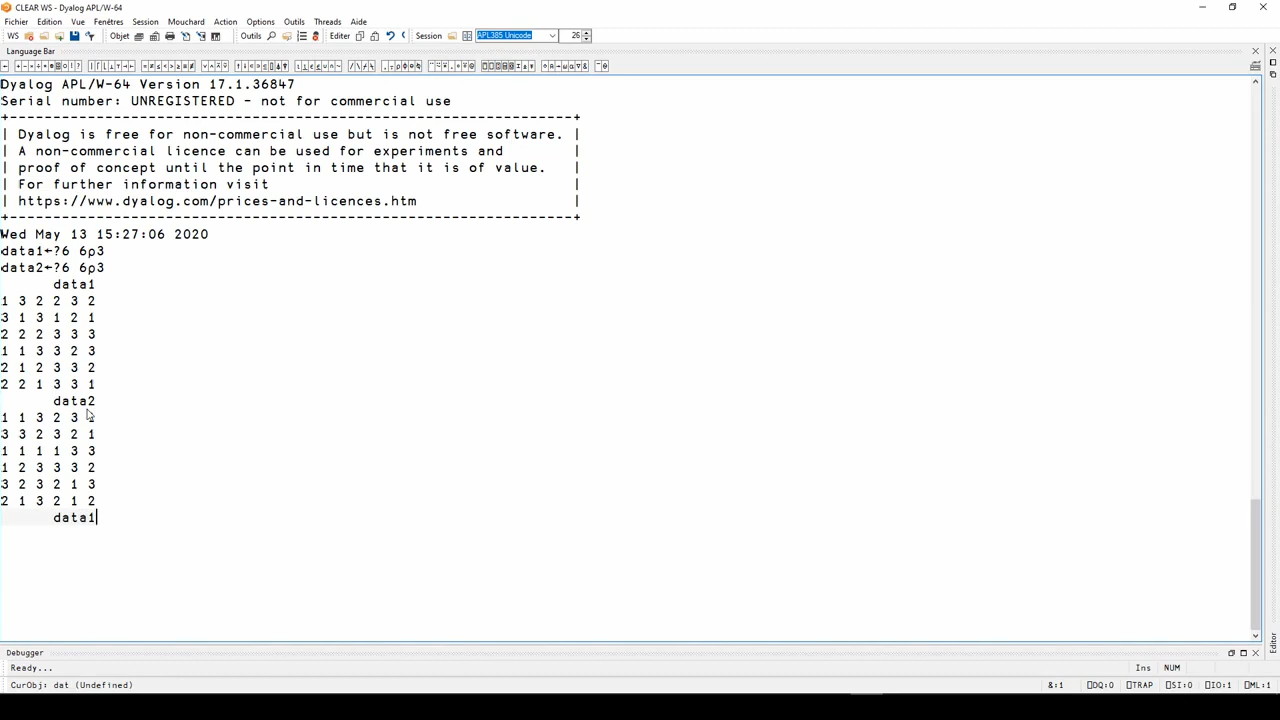 CLEAR WS - Dyalog APL/W-64
Fichier Edition Vue Fenêtres Session Mouchard Action Options Outils Threads Aide
WS Objet Outils Editer Session APL385 Unicode 26
Language Bar
Dyalog APL/W-64 Version 17.1.36847
Serial number: UNREGISTERED - not for commercial use
+----------------------------------------------------------------+
| Dyalog is free for non-commercial use but is not free software. |
| A non-commercial licence can be used for experiments and |
| proof of concept until the point in time that it is of value. |
| For further information visit |
| https://www.dyalog.com/prices-and-licences.htm |
+----------------------------------------------------------------+
Wed May 13 15:27:06 2020
data1←?6 6⍴3
data2←?6 6⍴3
data1
1 3 2 2 3 2
3 1 3 1 2 1
2 2 2 3 3 3
1 1 3 3 2 3
2 1 2 3 3 2
2 2 1 3 3 1
data2
1 1 3 2 3
3 3 2 3 2 1
1 1 1 1 3 3
1 2 3 3 3 2
3 2 3 2 1 3
2 1 3 2 1 2
data1
Editor
Debugger
Ready...
Ins NUM
CurObj: dat (Undefined)
&:1 ⎕DQ:0 ⎕TRAP ⎕SI:0 ⎕IO:1 ⎕ML:1